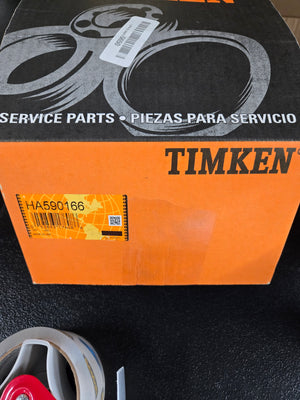 SERVICE PARTS • PIEZAS PARA SERVICIO
TIMKEN
HA590166